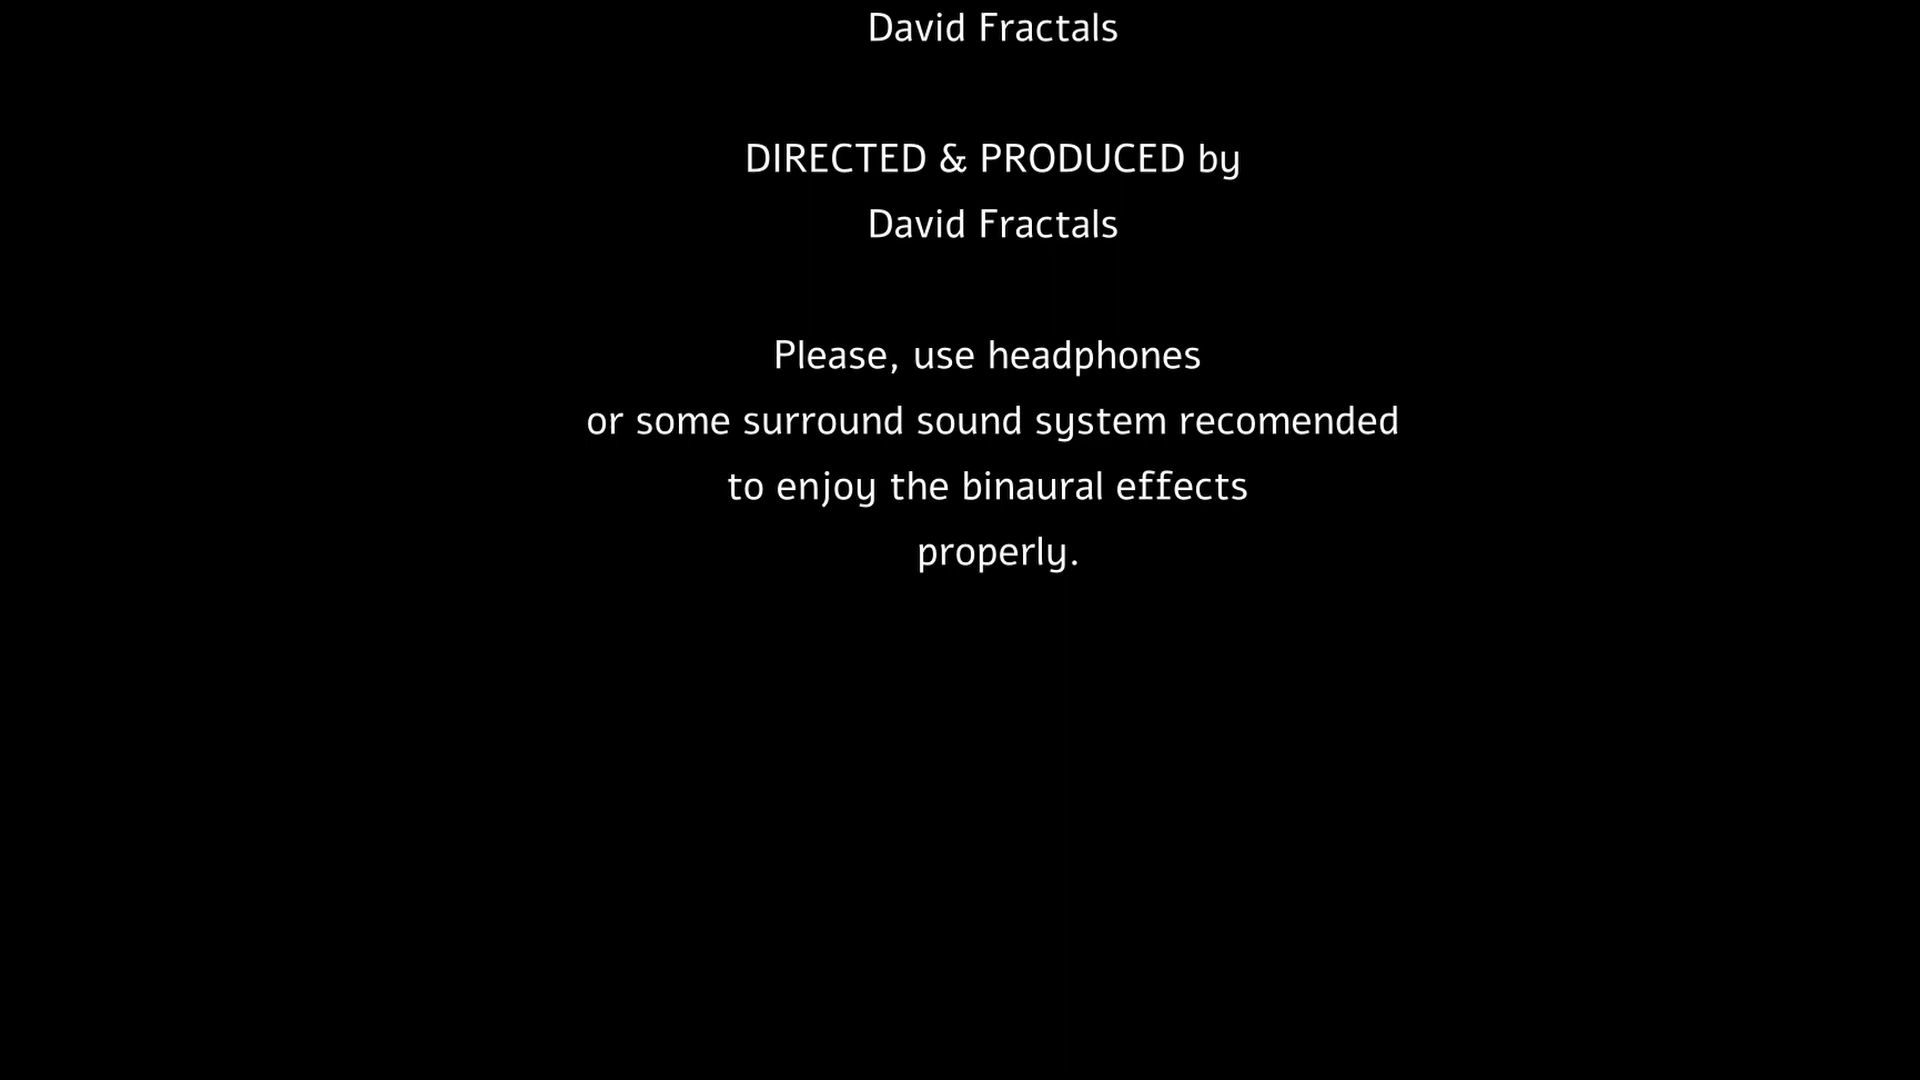 David Fractals
DIRECTED & PRODUCED by
David Fractals
Please, use headphones
or some surround sound system recomended
to enjoy the binaural effects
properly.